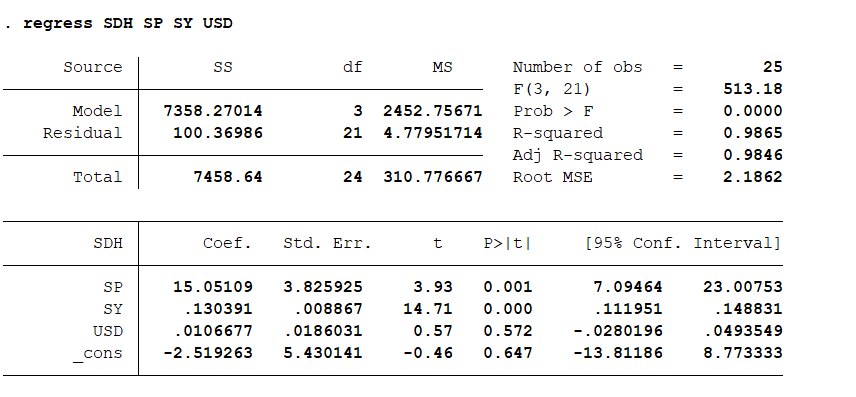 . regress SDH SP SY USD
Source SS df MS Number of obs = 25
F(3, 21) = 513.18
Model 7358.27014 3 2452.75671 Prob > F = 0.0000
Residual 100.36986 21 4.77951714 R-squared = 0.9865
Adj R-squared = 0.9846
Total 7458.64 24 310.776667 Root MSE = 2.1862
SDH Coef. Std. Err. t P>|t| [95% Conf. Interval]
SP 15.05109 3.825925 3.93 0.001 7.09464 23.00753
SY .130391 .008867 14.71 0.000 .111951 .148831
USD .0106677 .0186031 0.57 0.572 -.0280196 .0493549
_cons -2.519263 5.430141 -0.46 0.647 -13.81186 8.773333